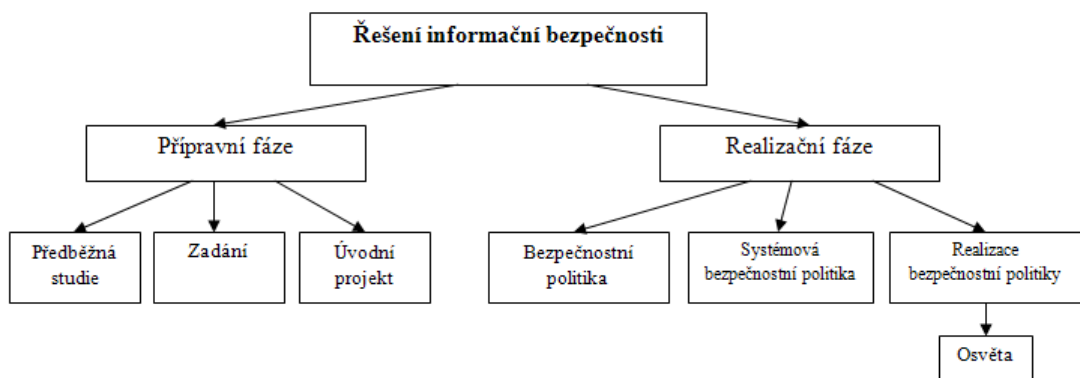 Řešení informační bezpečnosti
Přípravní fáze
Realizační fáze
Předběžná
studie
Zadání
Úvodní
projekt
Bezpečnostní
politika
Systémová
bezpečnostní politika
Realizace
bezpečnostní politiky
Osvěta